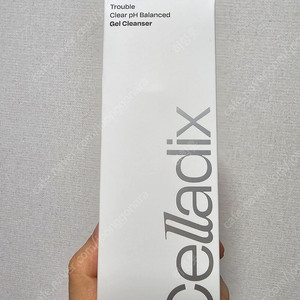 Trouble
Clear pH Balanced
Gel Cleanser
Celladix